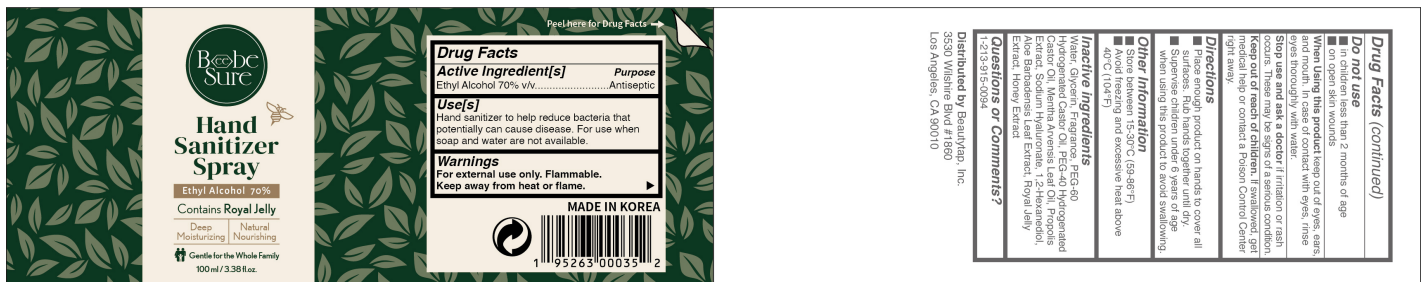 Beebe
Sure
Hand
Sanitizer
Spray
Ethyl Alcohol 70%
Contains Royal Jelly
Deep
Moisturizing
Natural
Nourishing
Gentle for the Whole Family
100 ml / 3.38 fl.oz.
Peel here for Drug Facts
Drug Facts
Active Ingredient[s] Purpose
Ethyl Alcohol 70% v/v..........................Antiseptic
Use[s]
Hand sanitizer to help reduce bacteria that
potentially can cause disease. For use when
soap and water are not available.
Warnings
For external use only. Flammable.
Keep away from heat or flame.
MADE IN KOREA
1 95263 00035 2
Drug Facts (continued)
Do not use
■ in children less than 2 months of age
■ on open skin wounds
When Using this product keep out of eyes, ears,
and mouth. In case of contact with eyes, rinse
eyes thoroughly with water.
Stop use and ask a doctor if irritation or rash
occurs. These may be signs of a serious condition.
Keep out of reach of children. If swallowed, get
medical help or contact a Poison Control Center
right away.
Directions
■ Place enough product on hands to cover all
surfaces. Rub hands together until dry.
■ Supervise children under 6 years of age
when using this product to avoid swallowing.
Other Information
■ Store between 15-30°C (59-86°F)
■ Avoid freezing and excessive heat above
40°C (104°F)
Inactive ingredients
Water, Glycerin, Fragrance, PEG-60
Hydrogenated Castor Oil, PEG-40 Hydrogenated
Castor Oil, Mentha Arvensis Leaf Oil, Propolis
Extract, Sodium Hyaluronate, 1,2-Hexanediol,
Aloe Barbadensis Leaf Extract, Royal Jelly
Extract, Honey Extract
Questions or Comments?
1-213-915-0094
Distributed by Beautytap, Inc.
3530 Wilshire Blvd #1860
Los Angeles, CA 90010